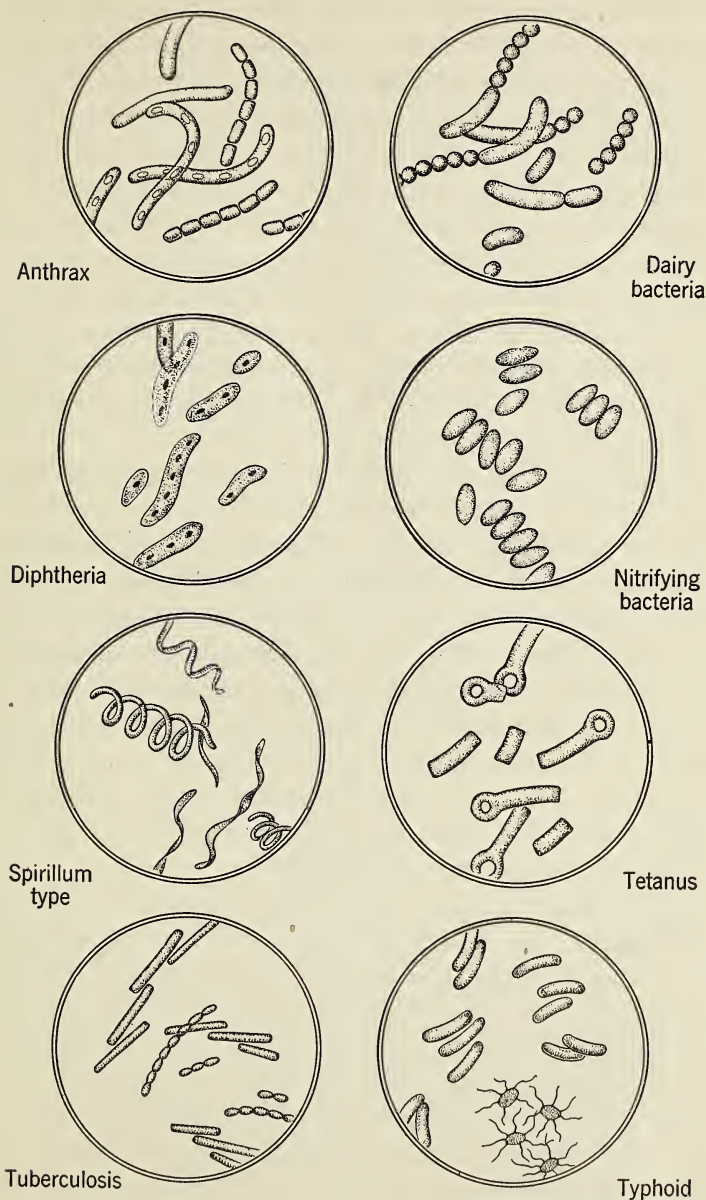 Anthrax
Dairy
bacteria
Diphtheria
Nitrifying
bacteria
Spirillum
type
Tetanus
Tuberculosis
Typhoid